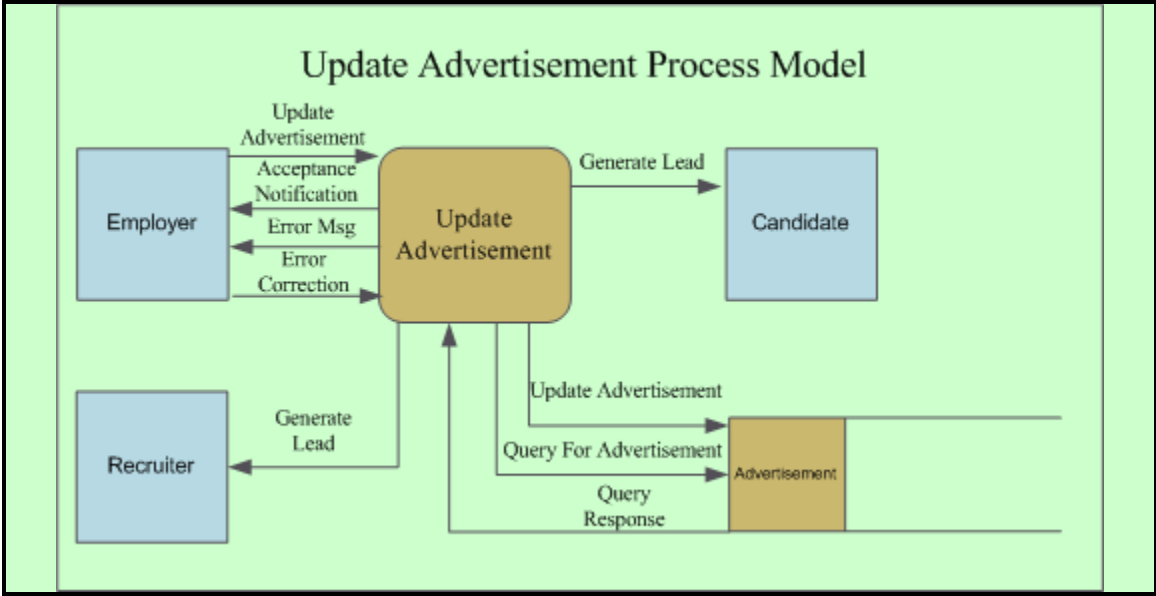 Update Advertisement Process Model
Update
Advertisement
Acceptance
Notification
Error Msg
Error
Correction
Employer
Update
Advertisement
Generate Lead
Candidate
Generate
Lead
Recruiter
Update Advertisement
Query For Advertisement
Query
Response
Advertisement